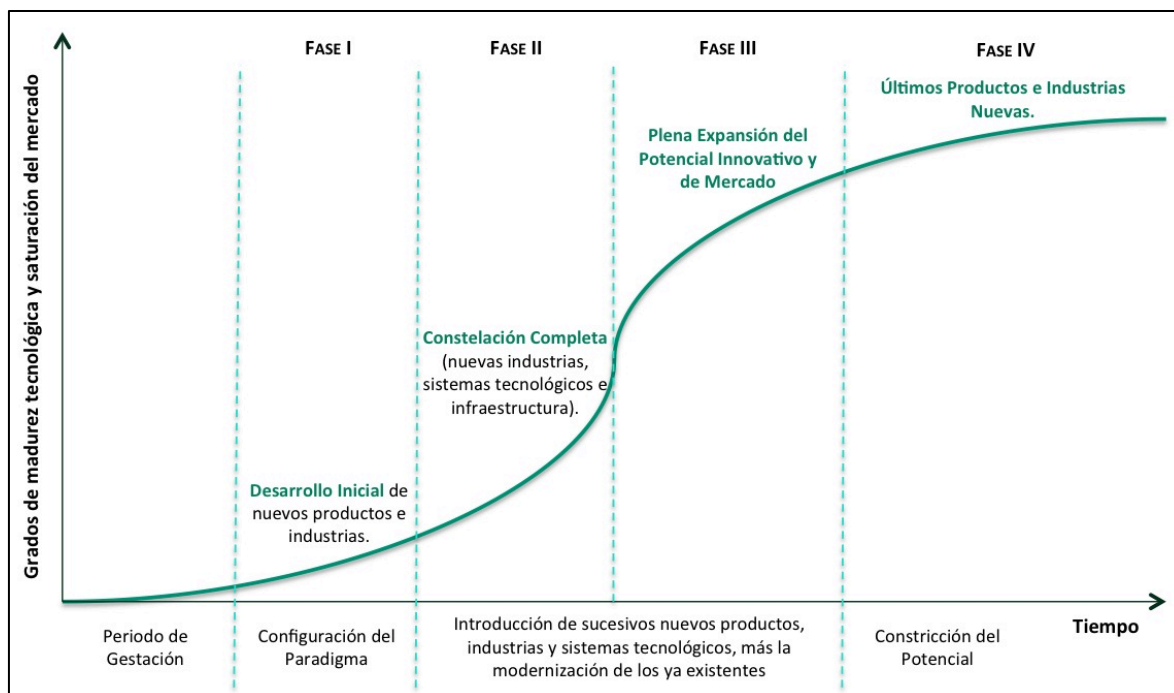 FASE I
FASE II
FASE III
FASE IV
Grados de madurez tecnológica y saturación del mercado
Últimos Productos e Industrias
Nuevas.
Plena Expansión del
Potencial Innovativo y
de Mercado
Constelación Completa
(nuevas industrias,
sistemas tecnológicos e
infraestructura).
Desarrollo Inicial de
nuevos productos e
industrias.
Tiempo
Periodo de
Gestación
Configuración del
Paradigma
Introducción de sucesivos nuevos productos,
industrias y sistemas tecnológicos, más la
modernización de los ya existentes
Constricción del
Potencial